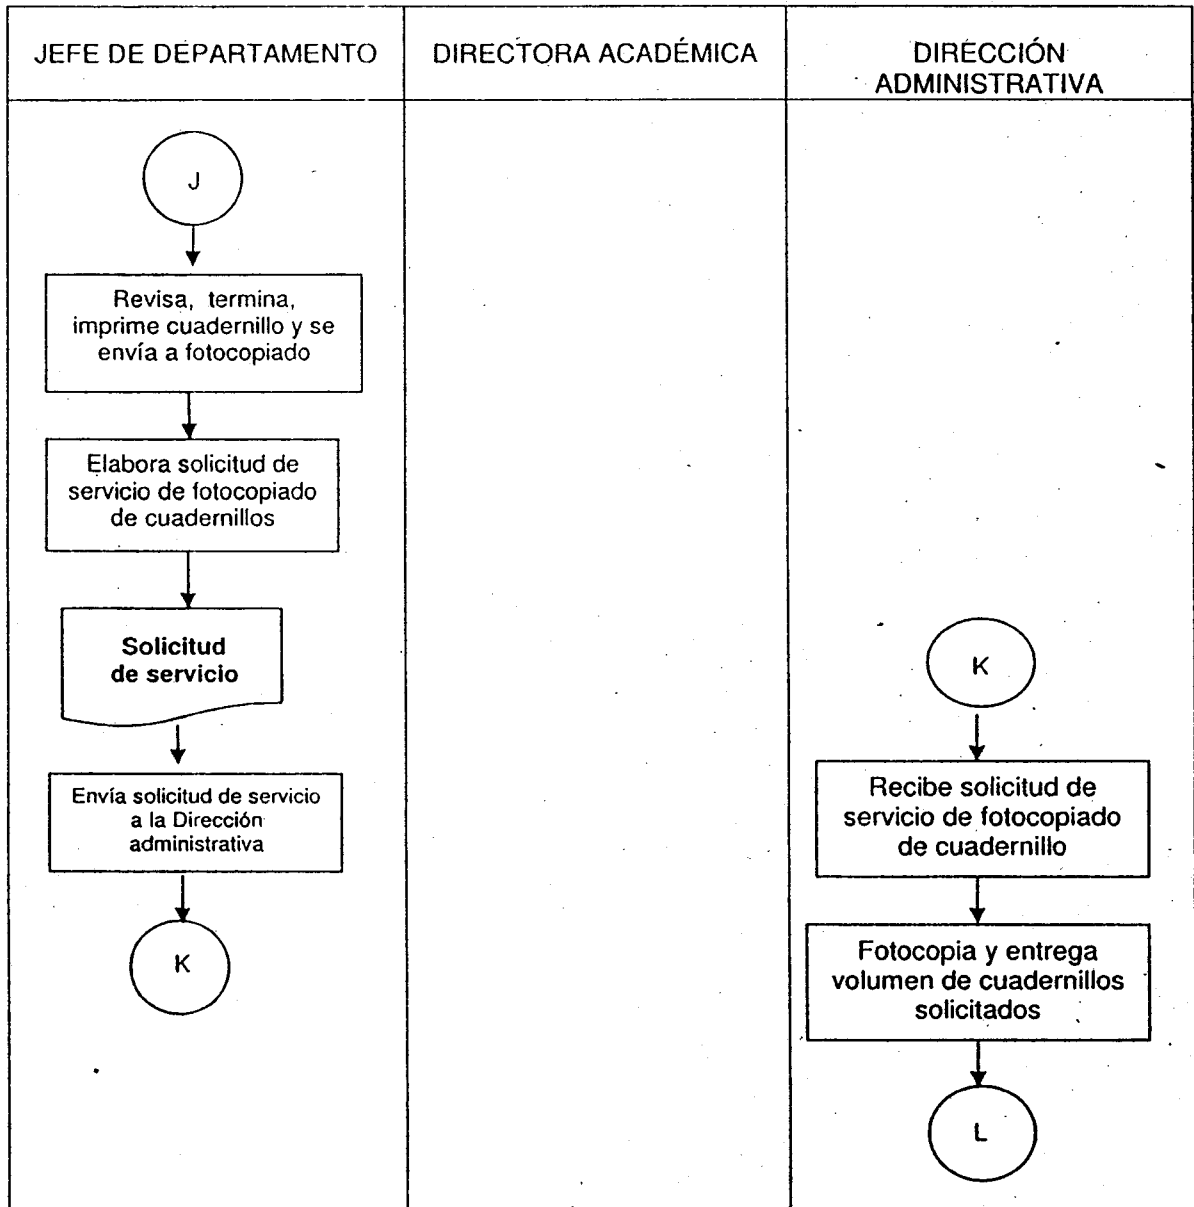 JEFE DE DEPARTAMENTO
DIRECTORA ACADÉMICA
DIRECCIÓN
ADMINISTRATIVA
J
Revisa, termina,
imprime cuadernillo y se
envía a fotocopiado
Elabora solicitud de
servicio de fotocopiado
de cuadernillos
Solicitud
de servicio
Envía solicitud de servicio
a la Dirección
administrativa
K
K
Recibe solicitud de
servicio de fotocopiado
de cuadernillo
Fotocopia y entrega
volumen de cuadernillos
solicitados
L